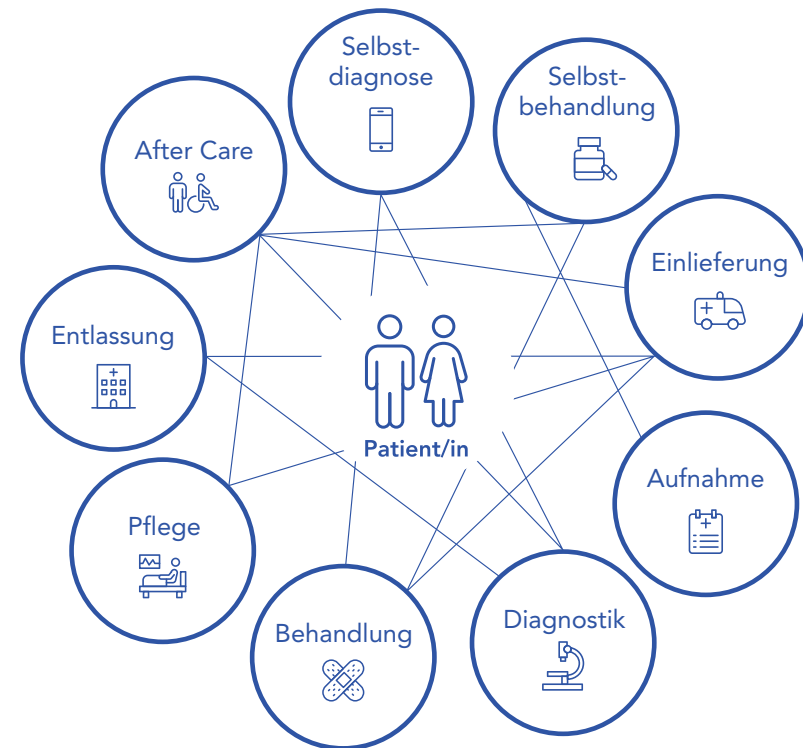 Selbst-
diagnose
Selbst-
behandlung
After Care
Einlieferung
Entlassung
Patient/in
Aufnahme
Pflege
Behandlung
Diagnostik